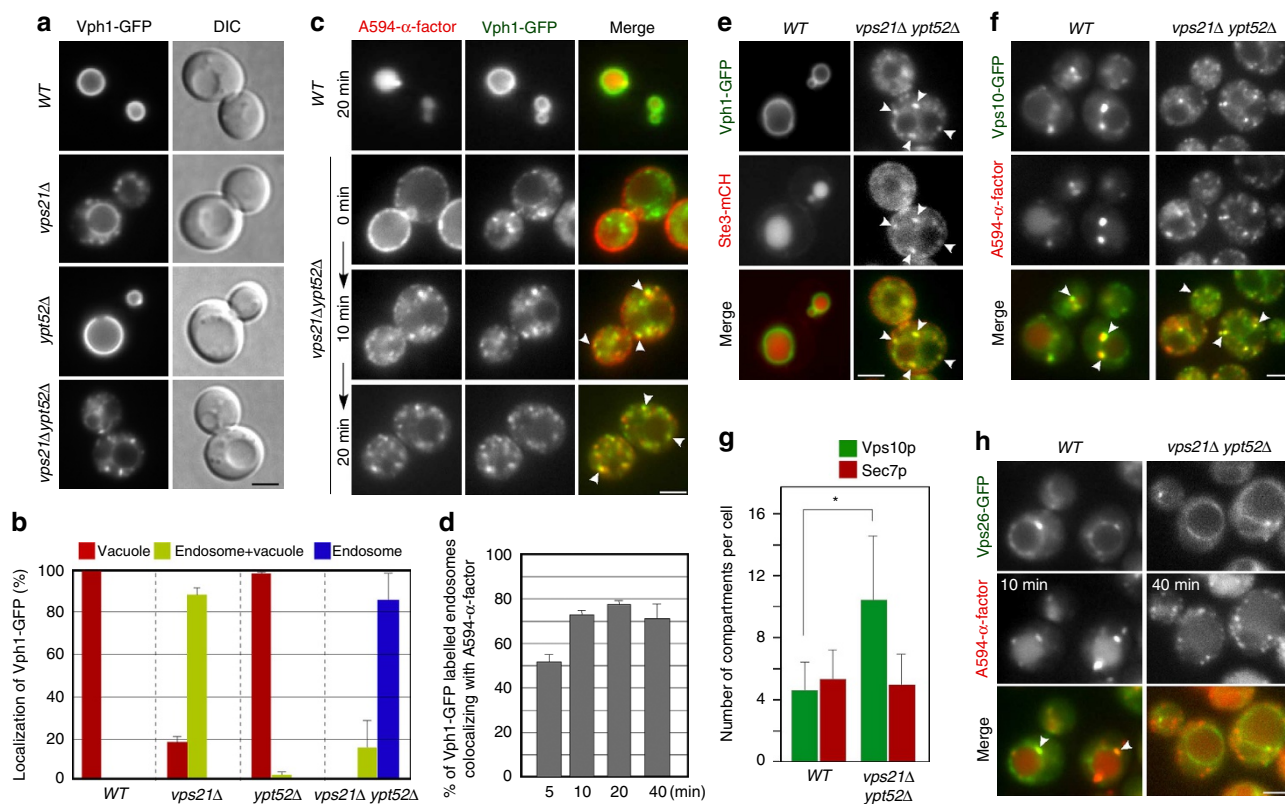 a
Vph1-GFP DIC
WT
vps21Δ
ypt52Δ
vps21Δypt52Δ
b
Vacuole Endosome+vacuole Endosome
Localization of Vph1-GFP (%)
100
80
60
40
20
0
WT vps21Δ ypt52Δ vps21Δ ypt52Δ
c
A594-α-factor Vph1-GFP Merge
WT
20 min
vps21Δypt52Δ
0 min
10 min
20 min
d
% of Vph1-GFP labelled endosomes
colocalizing with A594-α-factor
100
80
60
40
20
0
5 10 20 40 (min)
e
WT vps21Δ ypt52Δ
Vph1-GFP
Ste3-mCH
Merge
f
WT vps21Δ ypt52Δ
Vps10-GFP
A594-α-factor
Merge
g
Vps10p
Sec7p
Number of compartments per cell
16
12
8
4
0
*
WT vps21Δ
ypt52Δ
h
WT vps21Δ ypt52Δ
Vps26-GFP
A594-α-factor
10 min 40 min
Merge